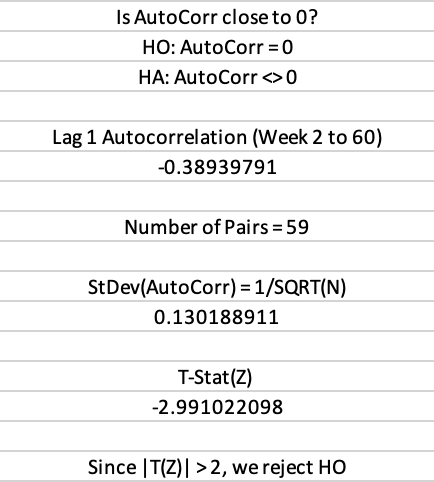 Is AutoCorr close to 0?
HO: AutoCorr = 0
HA: AutoCorr <> 0
Lag 1 Autocorrelation (Week 2 to 60)
-0.38939791
Number of Pairs = 59
StDev(AutoCorr) = 1/SQRT(N)
0.130188911
T-Stat(Z)
-2.991022098
Since |T(Z)| > 2, we reject HO